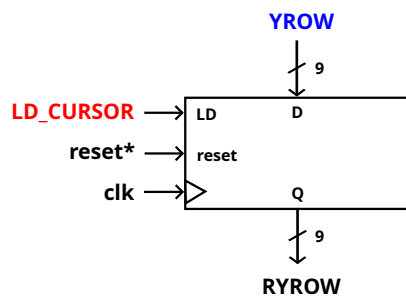 YROW
9
LD_CURSOR
LD
D
reset*
reset
clk
Q
9
RYROW